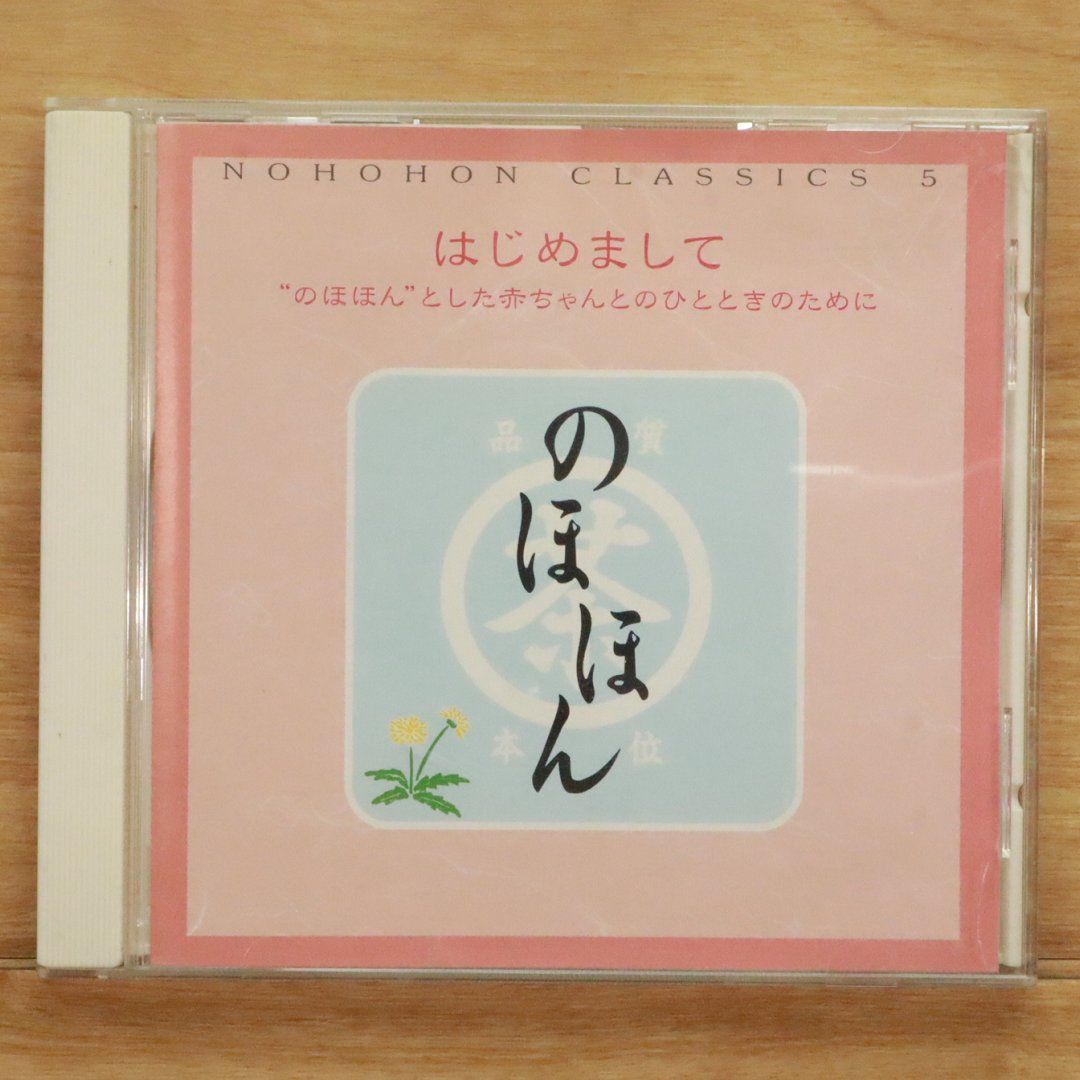 NOHOHON CLASSICS 5
はじめまして
“のほほん”とした赤ちゃんとのひとときのために
品質
茶
のほほん
本位